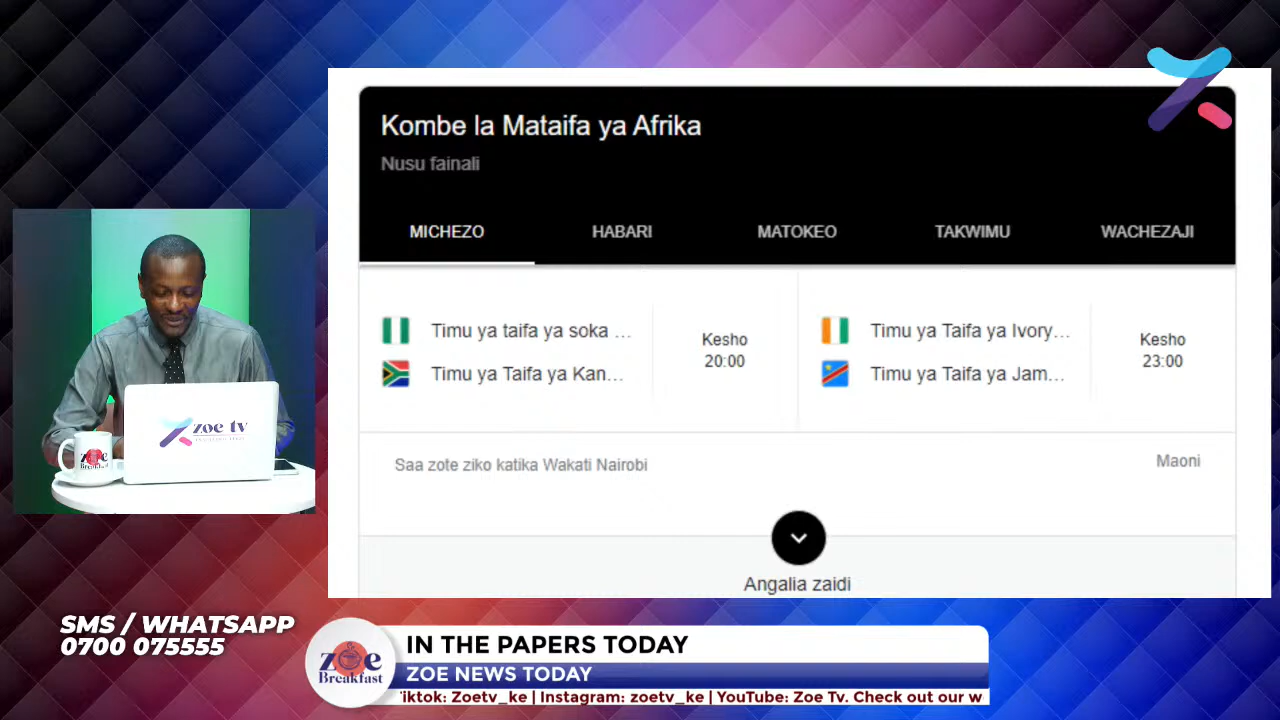 Kombe la Mataifa ya Afrika
Nusu fainali
MICHEZO HABARI MATOKEO TAKWIMU WACHEZAJI
Timu ya taifa ya soka ...
Timu ya Taifa ya Kan...
Kesho
20:00
Timu ya Taifa ya Ivory...
Timu ya Taifa ya Jam...
Kesho
23:00
Saa zote ziko katika Wakati Nairobi
Maoni
Angalia zaidi
zoe tv
zoe
Breakfast
SMS / WHATSAPP
0700 075555
zoe
Breakfast
IN THE PAPERS TODAY
ZOE NEWS TODAY
Tiktok: Zoetv_ke | Instagram: zoetv_ke | YouTube: Zoe Tv. Check out our w